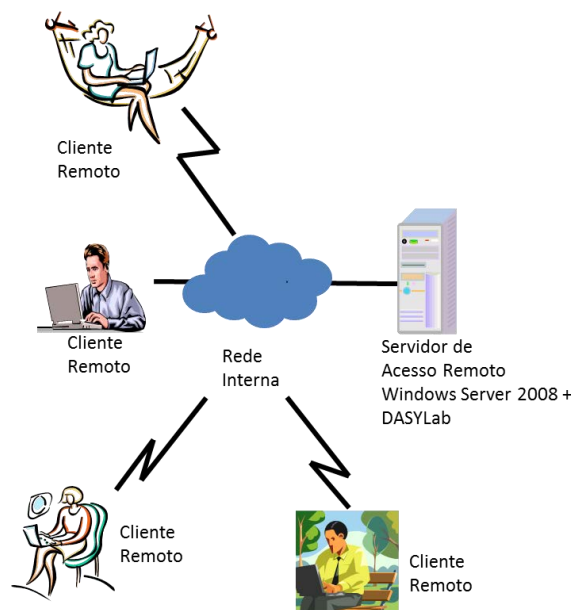 Cliente
Remoto
Cliente
Remoto
Rede
Interna
Servidor de
Acesso Remoto
Windows Server 2008 +
DASYLab
Cliente
Remoto
Cliente
Remoto